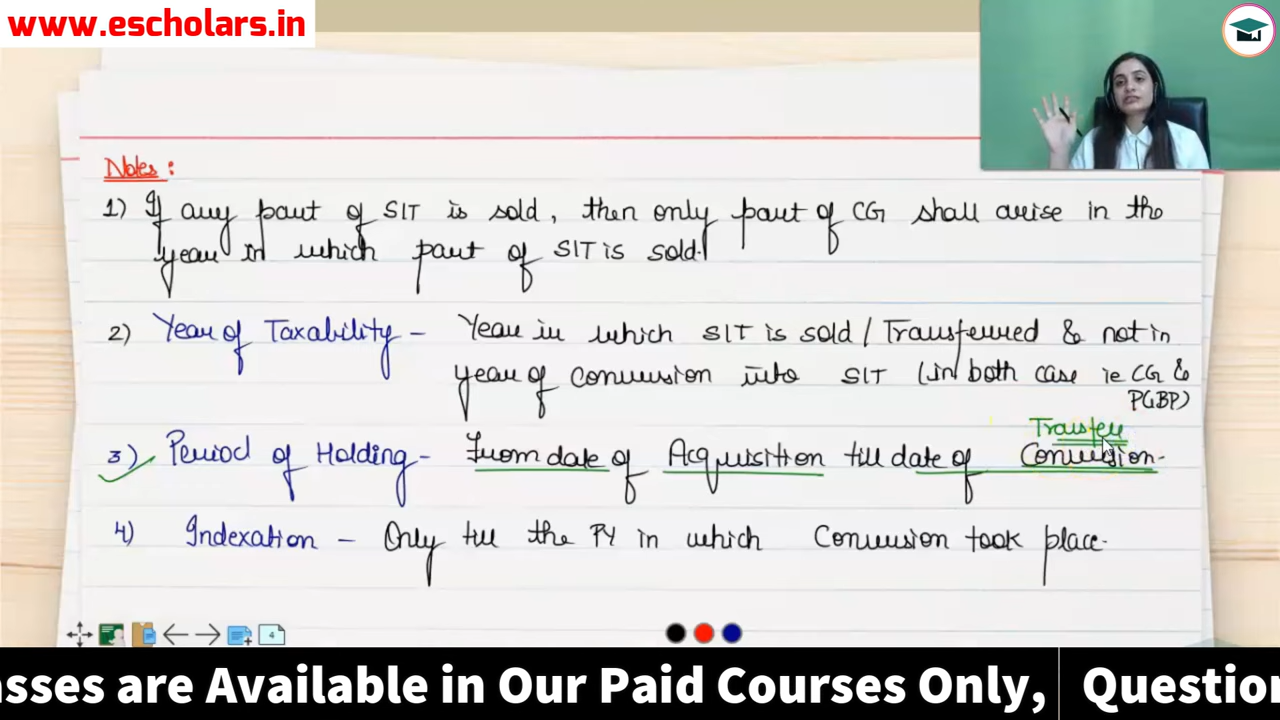 www.escholars.in
Notes :
1) If any part of SIT is sold, then only part of CG shall arise in the
year in which part of SIT is sold.
2) Year of Taxability - Year in which SIT is sold / Transferred & not in
year of conversion into SIT (in both case ie CG &
PGBP)
Transfer
3) Period of Holding - From date of Acquisition till date of Conversion.
4) Indexation - Only till the PY in which Conversion took place.
4
asses are Available in Our Paid Courses Only, Question